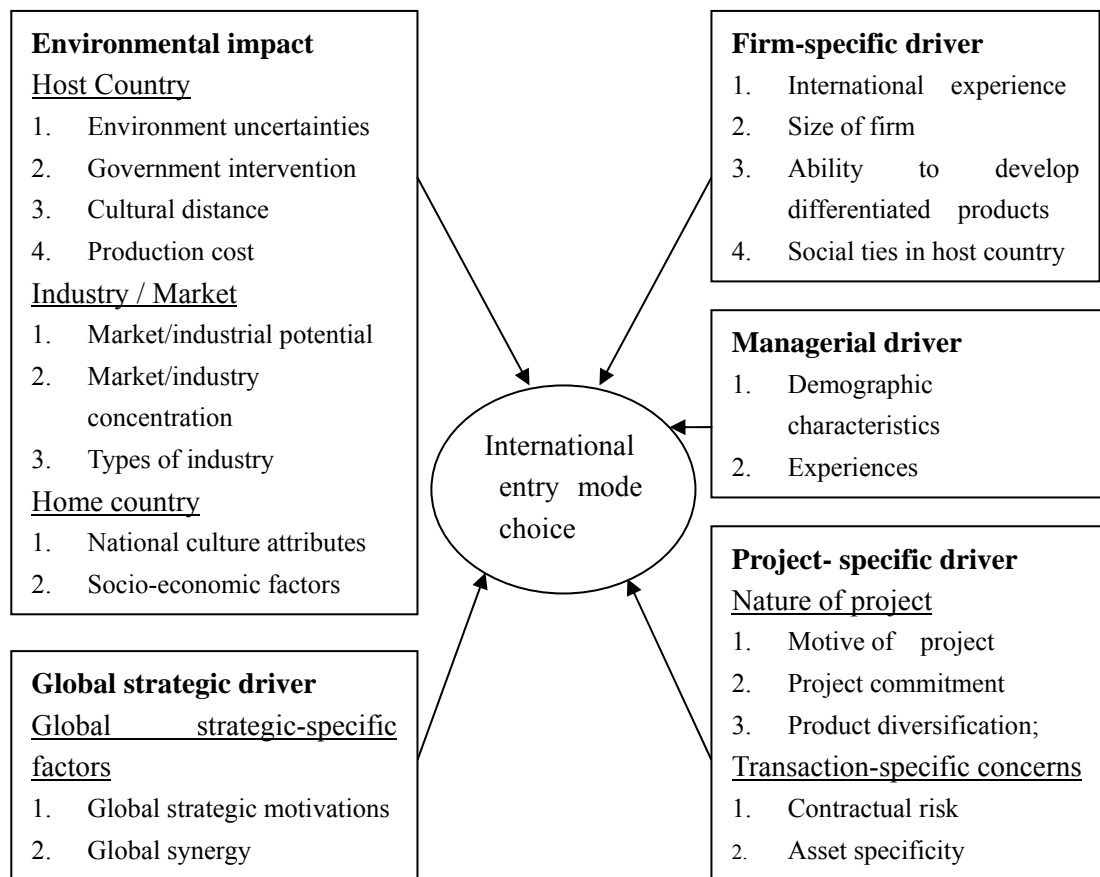 Environmental impact
Host Country
1. Environment uncertainties
2. Government intervention
3. Cultural distance
4. Production cost
Industry / Market
1. Market/industrial potential
2. Market/industry
concentration
3. Types of industry
Home country
1. National culture attributes
2. Socio-economic factors
Global strategic driver
Global strategic-specific
factors
1. Global strategic motivations
2. Global synergy
International
entry mode
choice
Firm-specific driver
1. International experience
2. Size of firm
3. Ability to develop
differentiated products
4. Social ties in host country
Managerial driver
1. Demographic
characteristics
2. Experiences
Project- specific driver
Nature of project
1. Motive of project
2. Project commitment
3. Product diversification;
Transaction-specific concerns
1. Contractual risk
2. Asset specificity